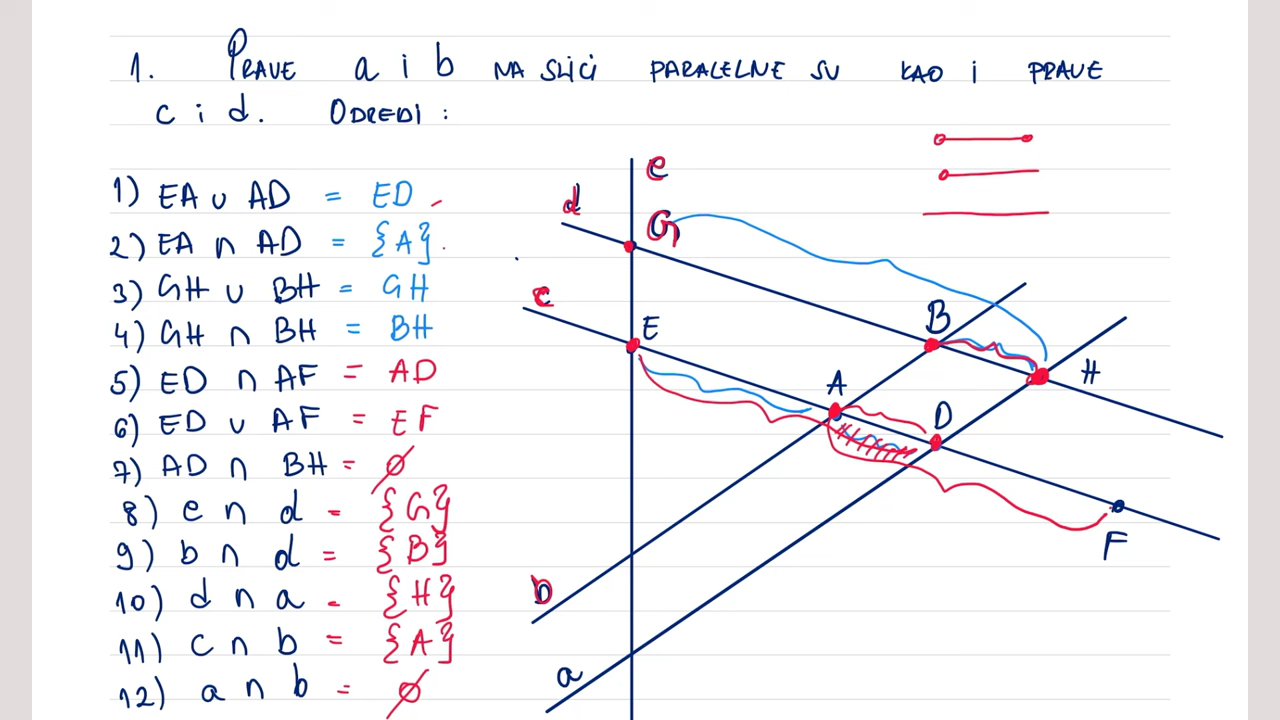 1. PRAVE a i b NA SLICI PARALELNE SU KAO I PRAVE
c i d. ODREDI :
1) EA ∪ AD = ED
2) EA ∩ AD = {A}
3) GH ∪ BH = GH
4) GH ∩ BH = BH
5) ED ∩ AF = AD
6) ED ∪ AF = EF
7) AD ∩ BH = ∅
8) e ∩ d = {G}
9) b ∩ d = {B}
10) d ∩ a = {H}
11) c ∩ b = {A}
12) a ∩ b = ∅
e
d
G
c
E
B
H
A
D
F
b
a